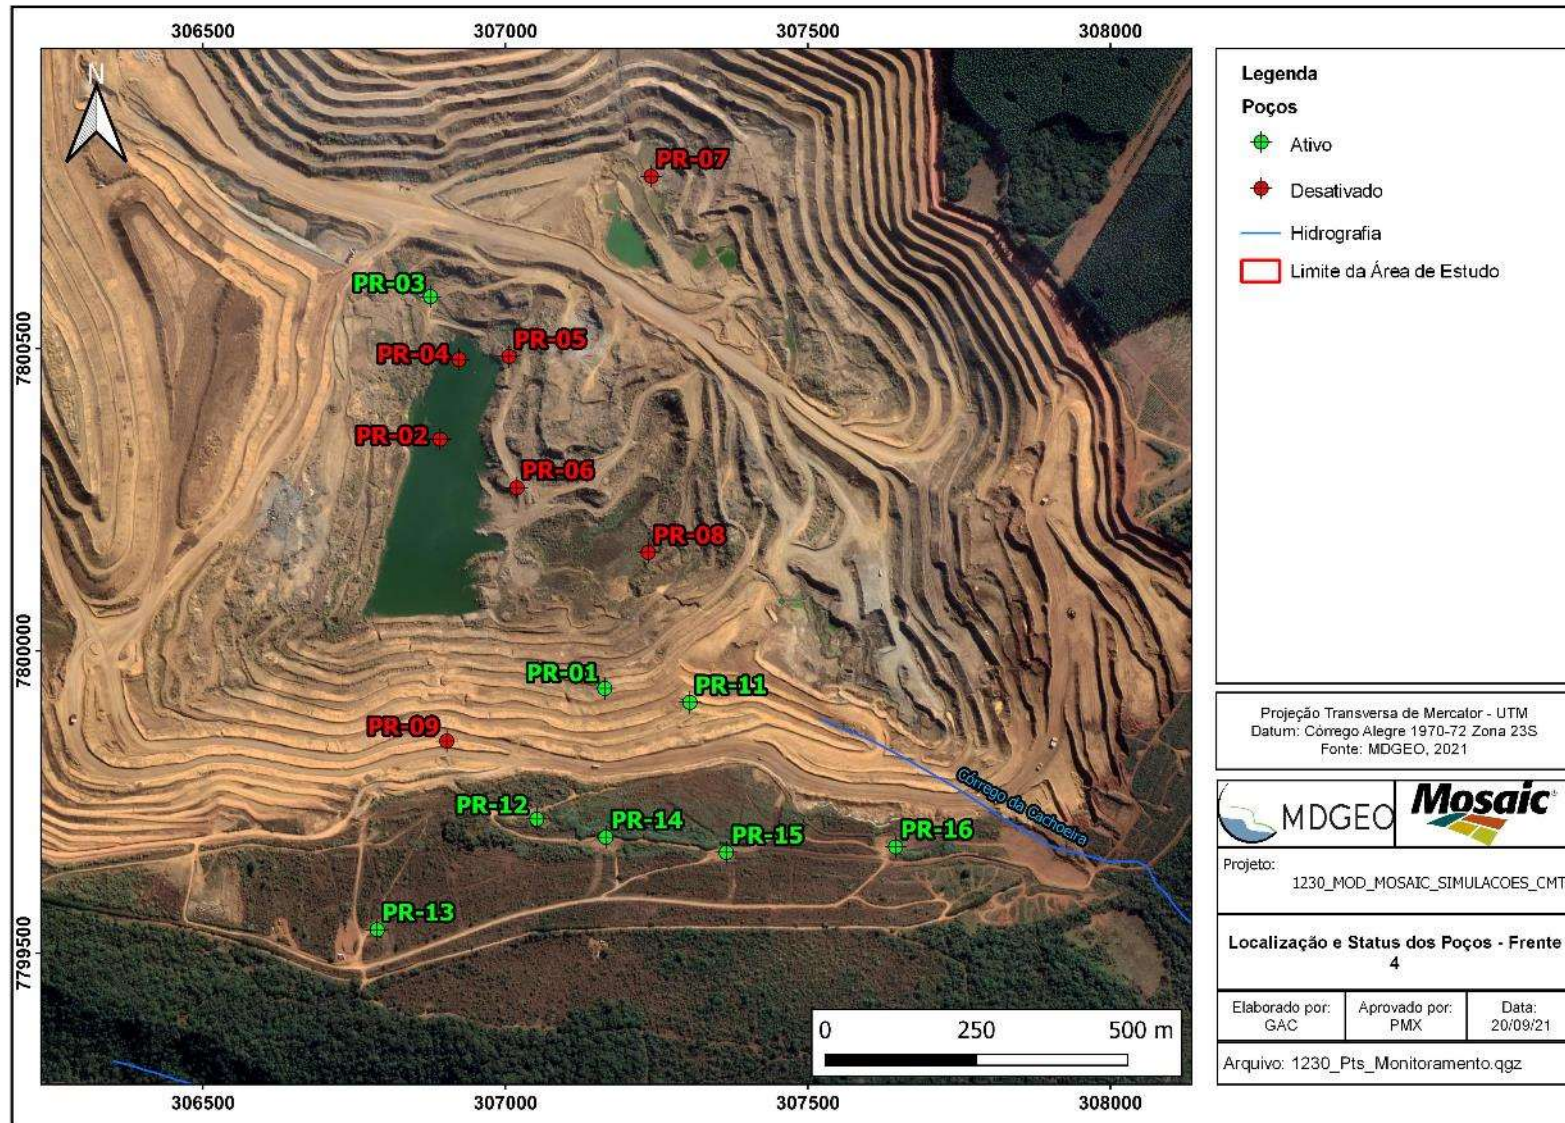 306500
307000
307500
308000
7800500
7800000
7799500
N
PR-07
PR-03
PR-05
PR-04
PR-02
PR-06
PR-08
PR-01
PR-11
PR-09
Córrego da Cachoeira
PR-12
PR-14
PR-15
PR-16
PR-13
0 250 500 m
306500
307000
307500
308000
Legenda
Poços
Ativo
Desativado
Hidrografia
Limite da Área de Estudo
Projeção Transversa de Mercator - UTM
Datum: Córrego Alegre 1970-72 Zona 23S
Fonte: MDGEO, 2021
MDGEO
Mosaic®
Projeto:
1230_MOD_MOSAIC_SIMULACOES_CMT
Localização e Status dos Poços - Frente
4
Elaborado por:
GAC
Aprovado por:
PMX
Data:
20/09/21
Arquivo: 1230_Pts_Monitoramento.qgz